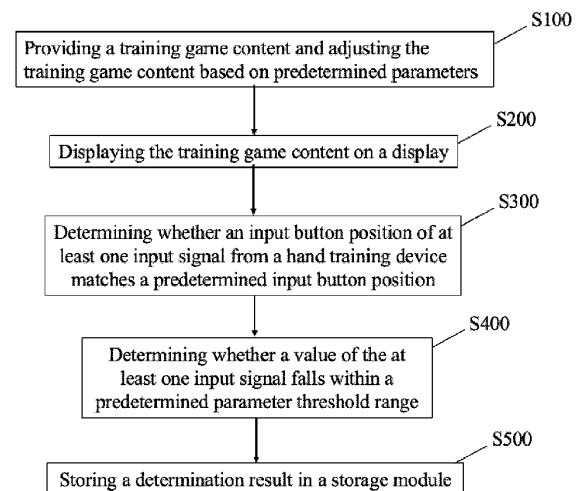 S100
Providing a training game content and adjusting the
training game content based on predetermined parameters
S200
Displaying the training game content on a display
S300
Determining whether an input button position of at
least one input signal from a hand training device
matches a predetermined input button position
S400
Determining whether a value of the at
least one input signal falls within a
predetermined parameter threshold range
S500
Storing a determination result in a storage module